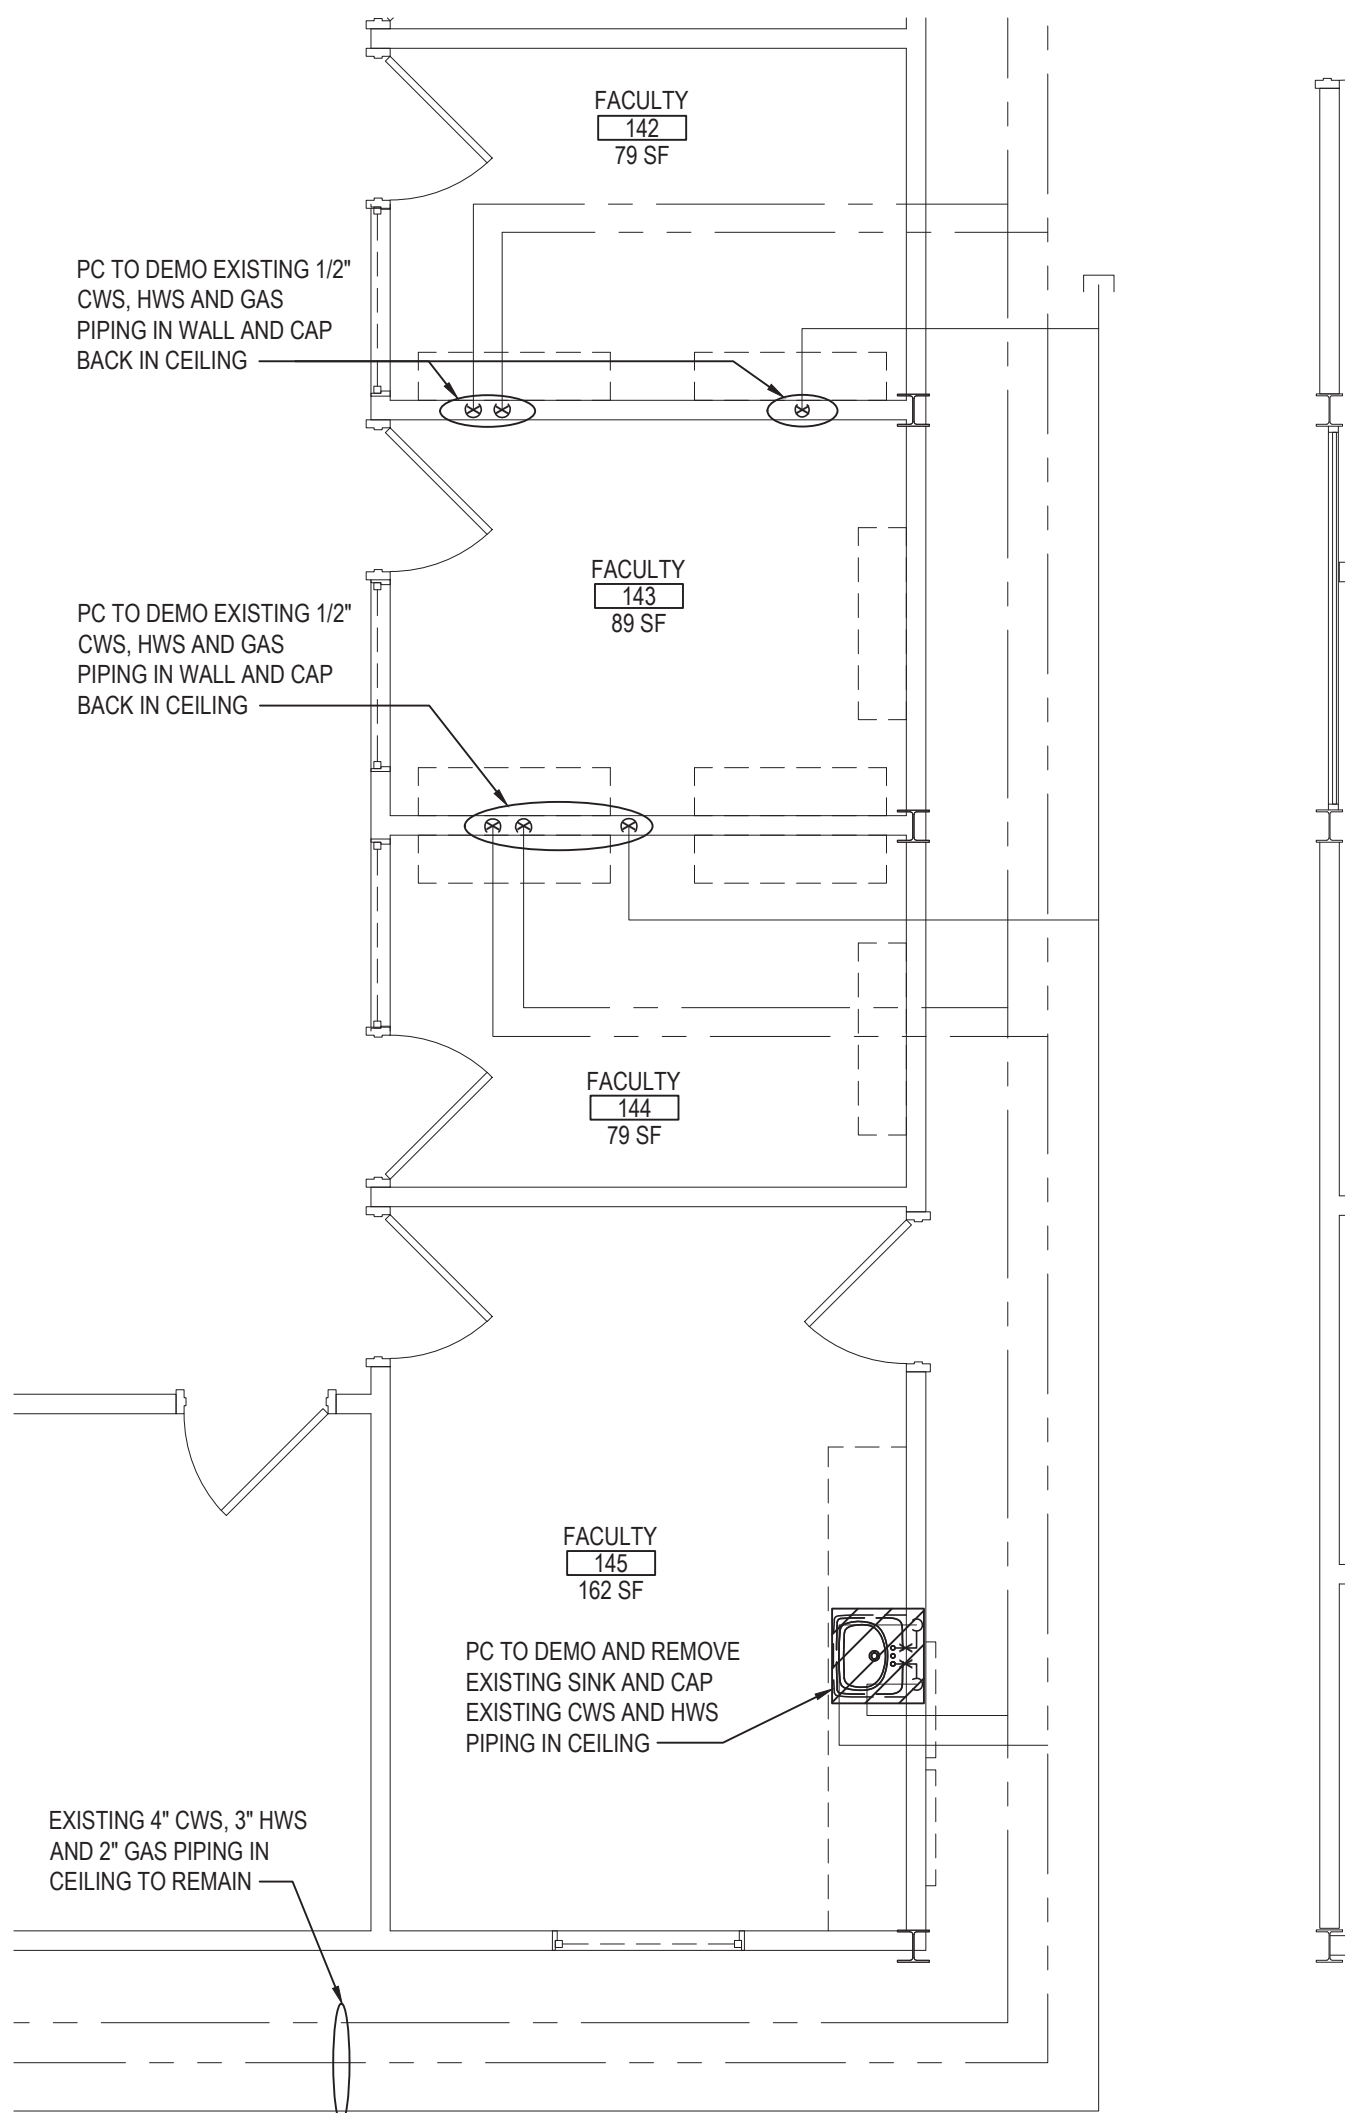 FACULTY
142
79 SF
PC TO DEMO EXISTING 1/2"
CWS, HWS AND GAS
PIPING IN WALL AND CAP
BACK IN CEILING
FACULTY
143
89 SF
PC TO DEMO EXISTING 1/2"
CWS, HWS AND GAS
PIPING IN WALL AND CAP
BACK IN CEILING
FACULTY
144
79 SF
FACULTY
145
162 SF
PC TO DEMO AND REMOVE
EXISTING SINK AND CAP
EXISTING CWS AND HWS
PIPING IN CEILING
EXISTING 4" CWS, 3" HWS
AND 2" GAS PIPING IN
CEILING TO REMAIN